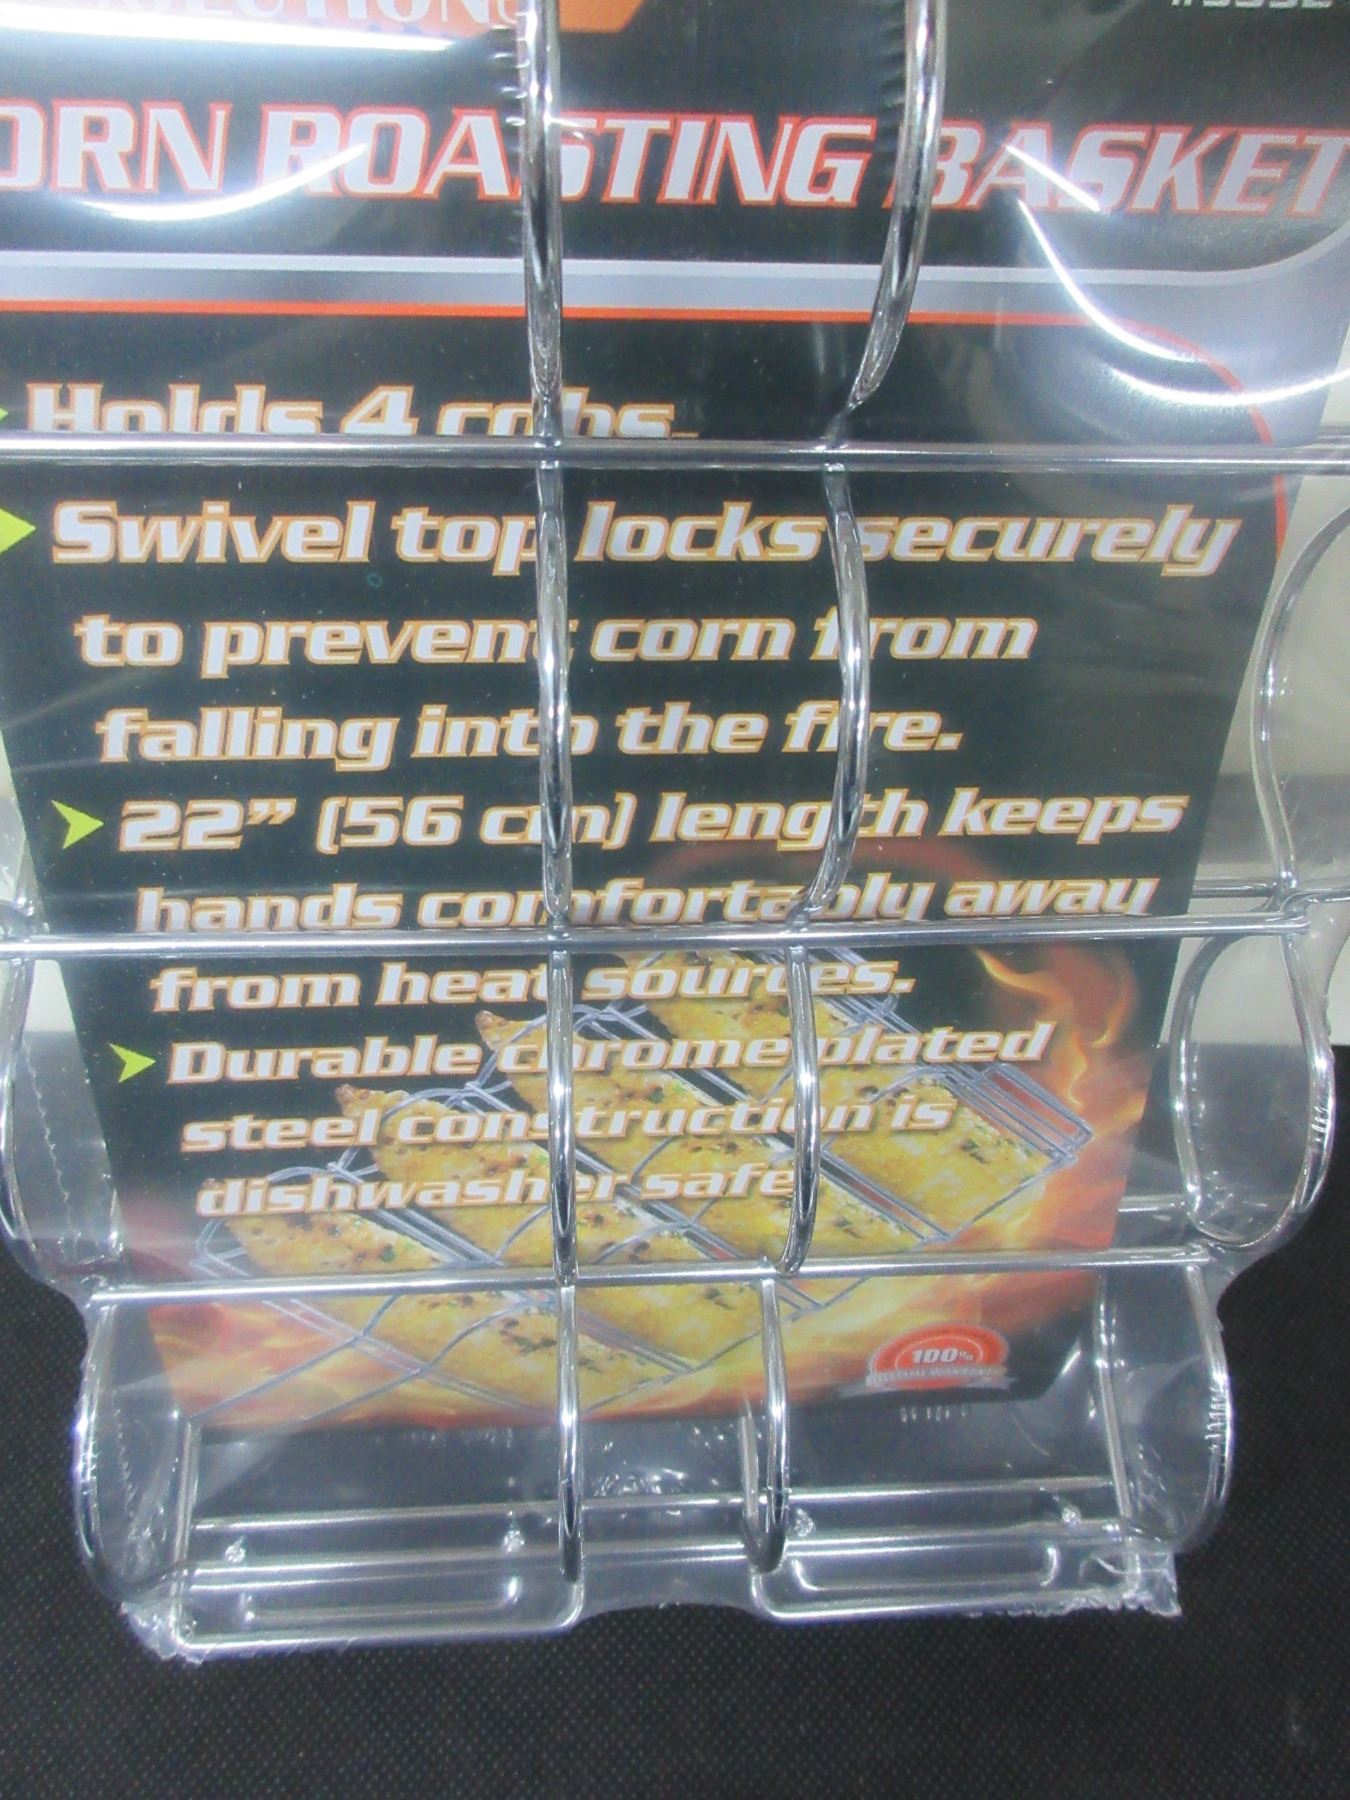 ORN ROASTING BASKET
Holds 4 cobs.
Swivel top locks securely
to prevent corn from
falling into the fire.
22” (56 cm) length keeps
hands comfortably away
from heat sources.
Durable chrome plated
steel construction is
dishwasher safe
100%